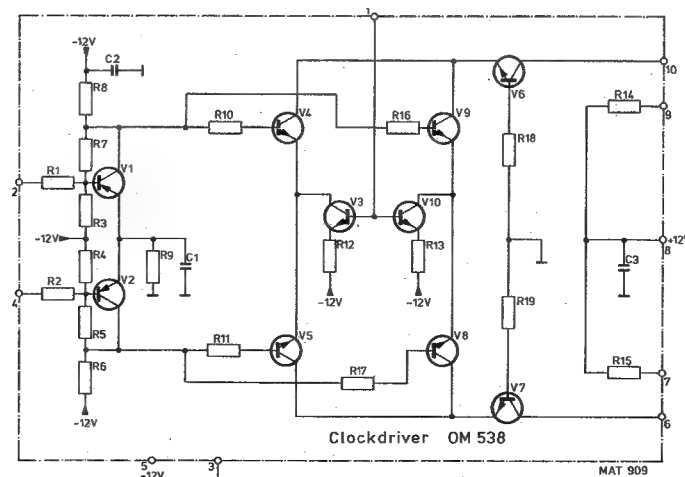 1
-12V
C2
R8
10
V6
R10
V4
R16
V9
R14
9
R7
R18
R1
V1
2
R3
V3
V10
-12V
+12V
8
R4
R9
C1
R12
R13
C3
R2
V2
-12V
-12V
4
R19
R5
R11
V5
V8
R6
R17
R15
7
V7
-12V
6
Clockdriver OM 538
5
3
-12V
MAT 909